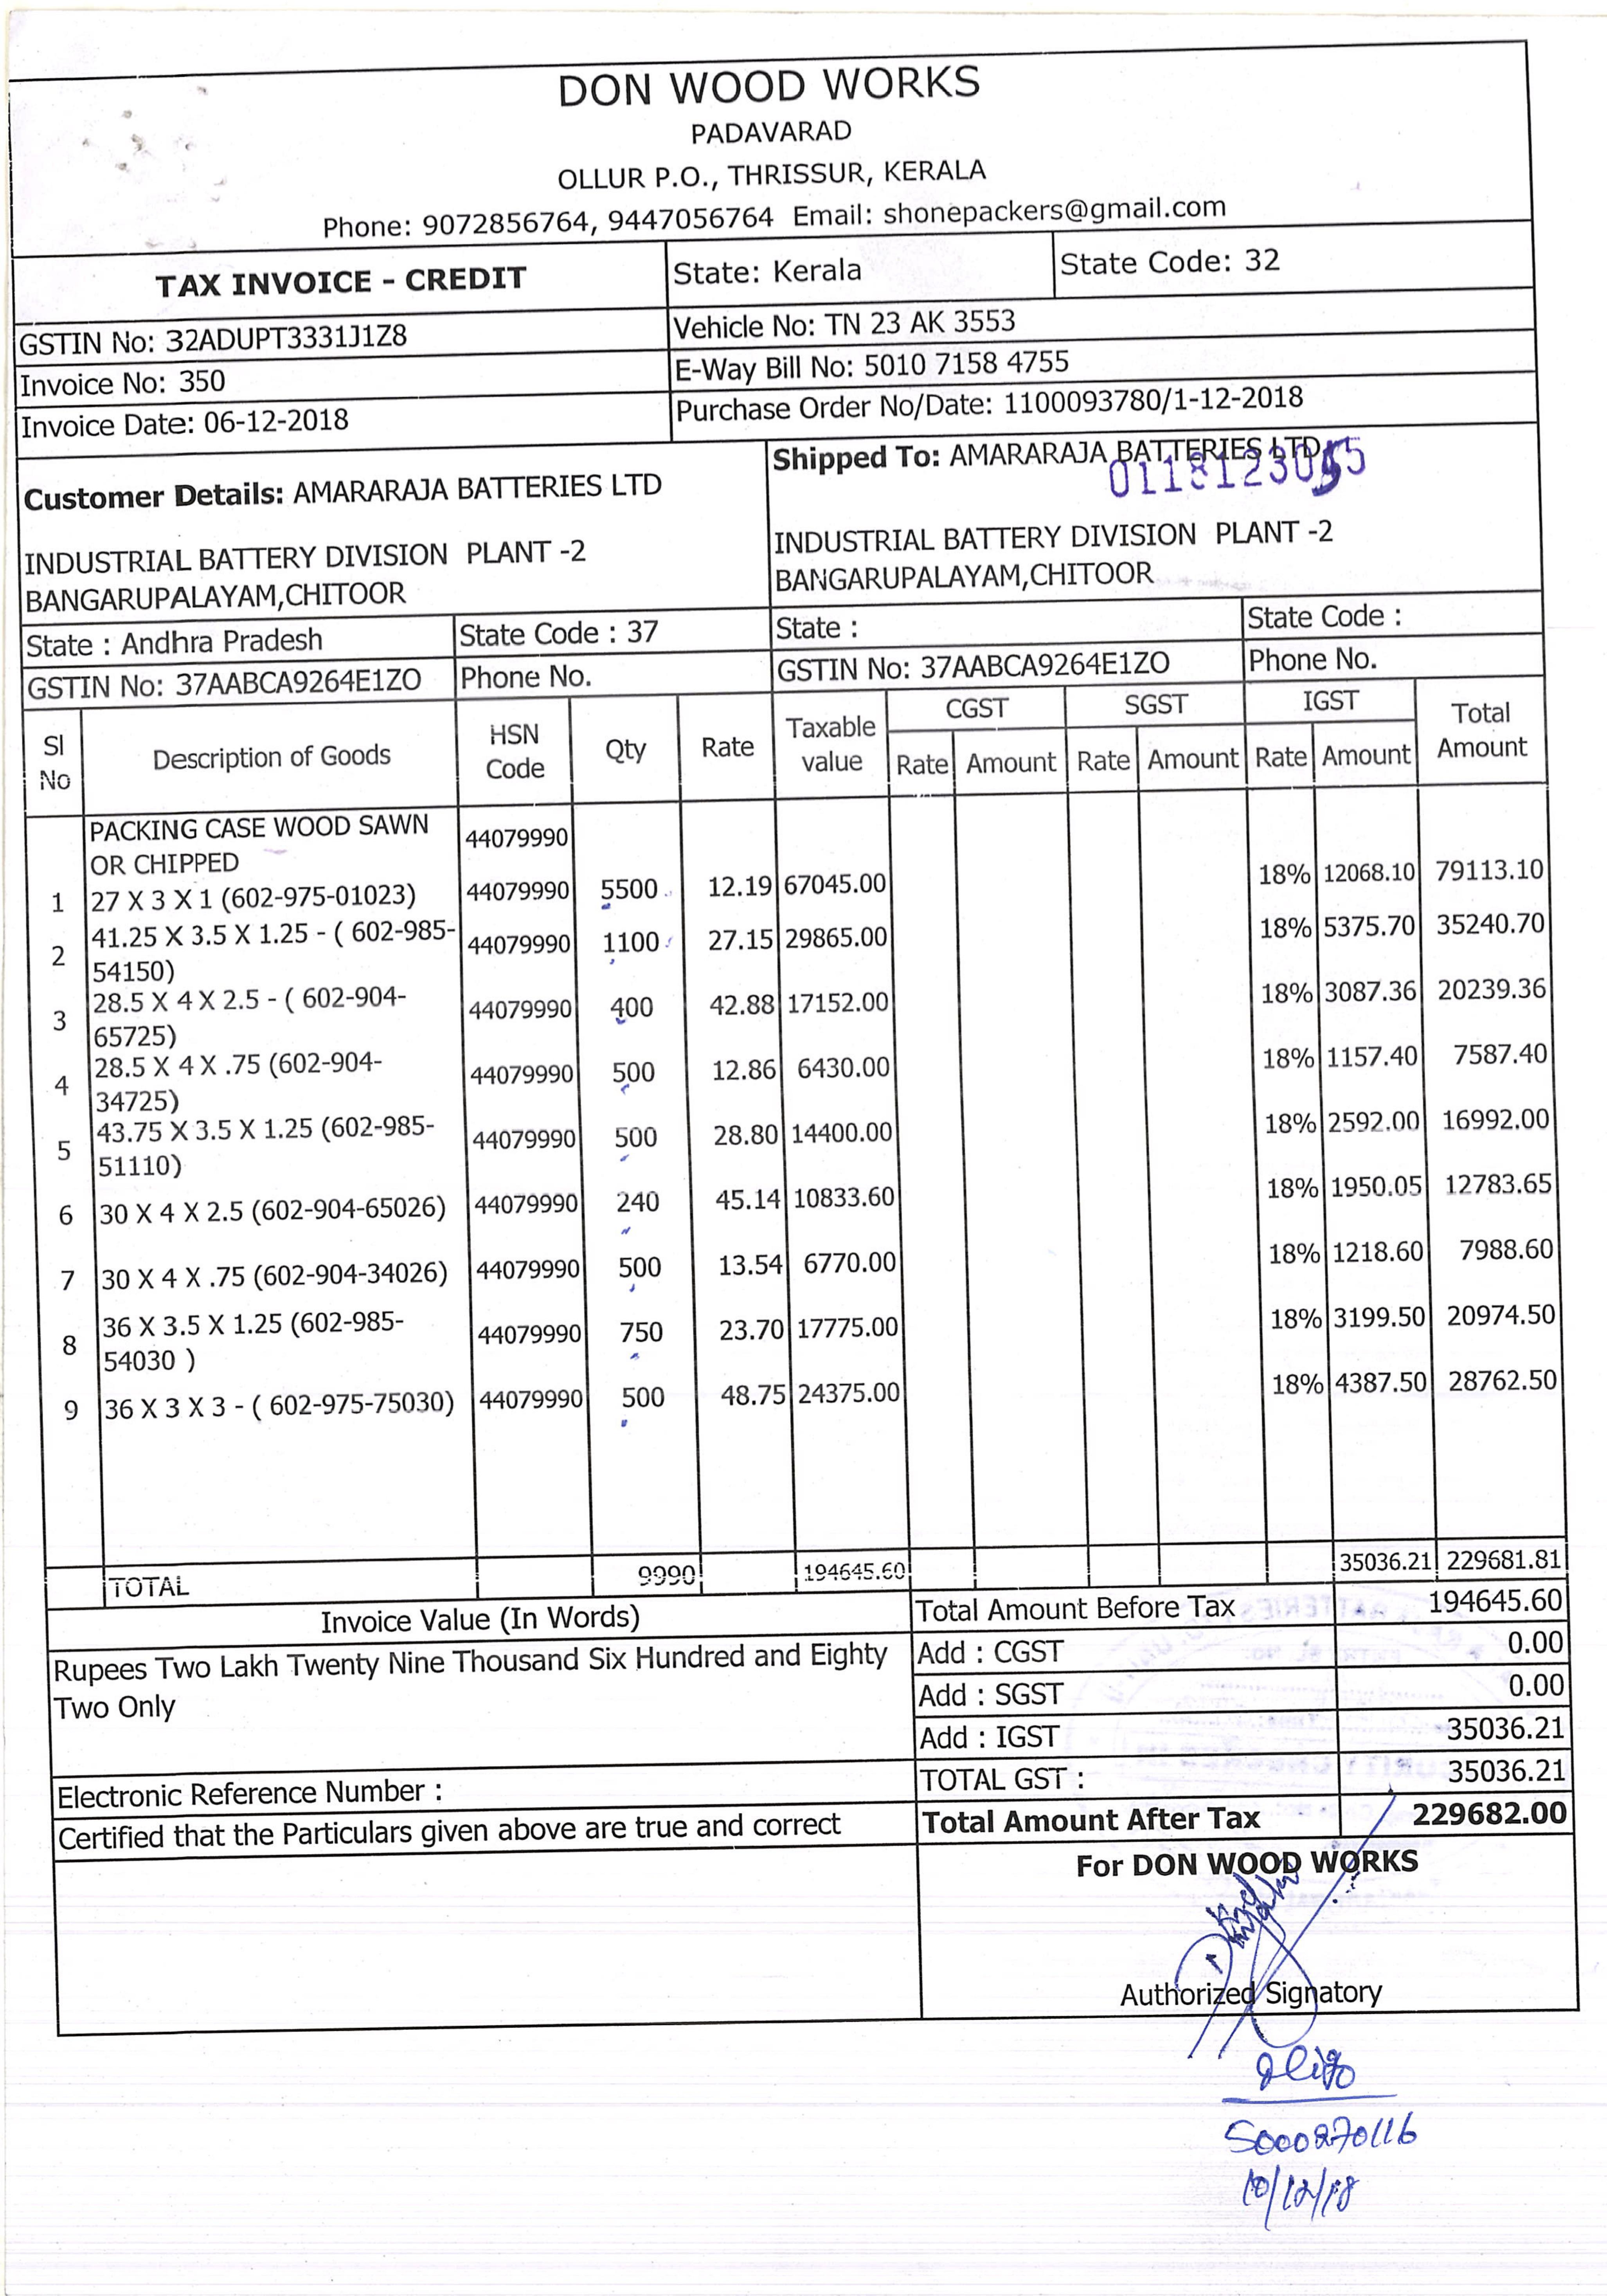 DON WOOD WORKS
PADAVARAD
OLLUR P.O., THRISSUR, KERALA
Phone: 9072856764, 9447056764 Email: shonepackers@gmail.com
TAX INVOICE - CREDIT State: Kerala State Code: 32
GSTIN No: 32ADUPT3331J1Z8 Vehicle No: TN 23 AK 3553
Invoice No: 350 E-Way Bill No: 5010 7158 4755
Invoice Date: 06-12-2018 Purchase Order No/Date: 1100093780/1-12-2018
Customer Details: AMARARAJA BATTERIES LTD Shipped To: AMARARAJA BATTERIES LTD
INDUSTRIAL BATTERY DIVISION PLANT -2 INDUSTRIAL BATTERY DIVISION PLANT -2
BANGARUPALAYAM,CHITOOR BANGARUPALAYAM,CHITOOR
State : Andhra Pradesh State Code : 37 State : State Code :
GSTIN No: 37AABCA9264E1ZO Phone No. GSTIN No: 37AABCA9264E1ZO Phone No.
Sl No Description of Goods HSN Code Qty Rate Taxable value CGST SGST IGST Total Amount
Rate Amount Rate Amount Rate Amount
PACKING CASE WOOD SAWN 44079990
OR CHIPPED
1 27 X 3 X 1 (602-975-01023) 44079990 5500 12.19 67045.00 18% 12068.10 79113.10
2 41.25 X 3.5 X 1.25 - ( 602-985- 44079990 1100 27.15 29865.00 18% 5375.70 35240.70
54150)
3 28.5 X 4 X 2.5 - ( 602-904- 44079990 400 42.88 17152.00 18% 3087.36 20239.36
65725)
4 28.5 X 4 X .75 (602-904- 44079990 500 12.86 6430.00 18% 1157.40 7587.40
34725)
5 43.75 X 3.5 X 1.25 (602-985- 44079990 500 28.80 14400.00 18% 2592.00 16992.00
51110)
6 30 X 4 X 2.5 (602-904-65026) 44079990 240 45.14 10833.60 18% 1950.05 12783.65
7 30 X 4 X .75 (602-904-34026) 44079990 500 13.54 6770.00 18% 1218.60 7988.60
8 36 X 3.5 X 1.25 (602-985- 44079990 750 23.70 17775.00 18% 3199.50 20974.50
54030 )
9 36 X 3 X 3 - ( 602-975-75030) 44079990 500 48.75 24375.00 18% 4387.50 28762.50
TOTAL 9990 194645.60 35036.21 229681.81
Invoice Value (In Words) Total Amount Before Tax 194645.60
Rupees Two Lakh Twenty Nine Thousand Six Hundred and Eighty Add : CGST 0.00
Two Only Add : SGST 0.00
Add : IGST 35036.21
Electronic Reference Number : TOTAL GST : 35036.21
Certified that the Particulars given above are true and correct Total Amount After Tax 229682.00
For DON WOOD WORKS
Authorized Signatory
5000270116
10/12/18